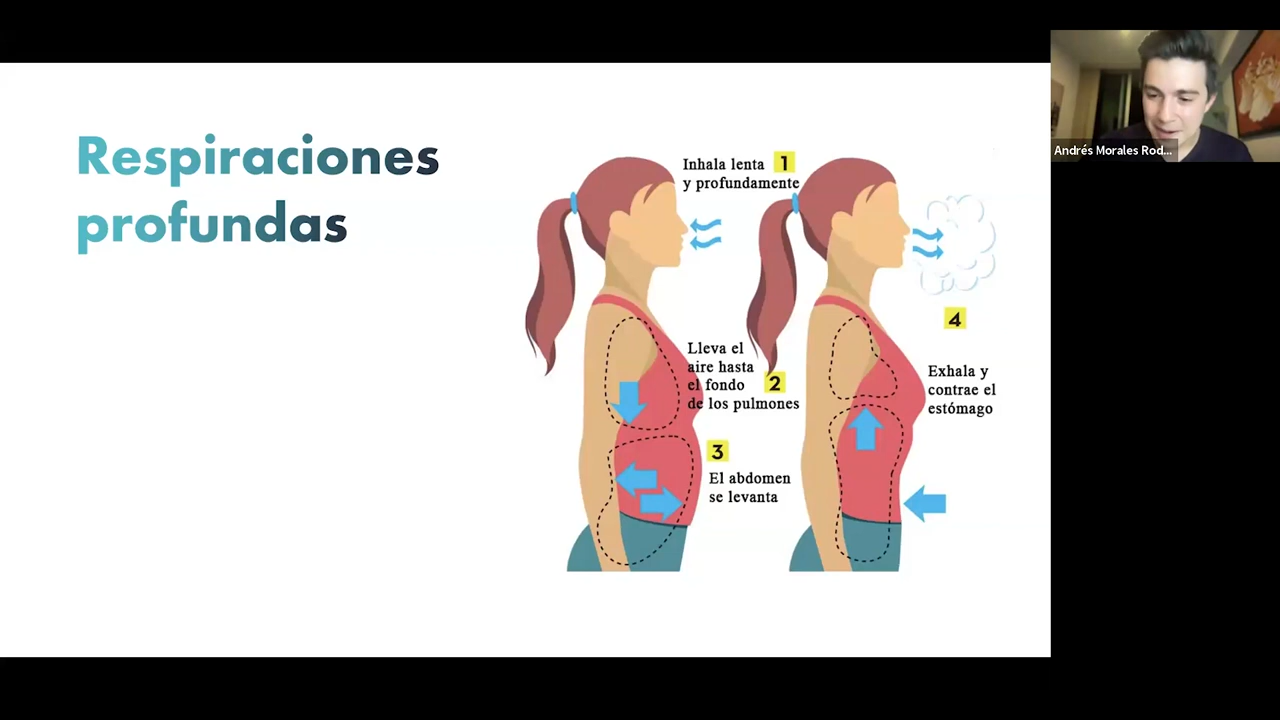 Respiraciones
profundas
Inhala lenta 1
y profundamente
Lleva el
aire hasta
el fondo 2
de los pulmones
3
El abdomen
se levanta
4
Exhala y
contrae el
estómago
Andrés Morales Rod...